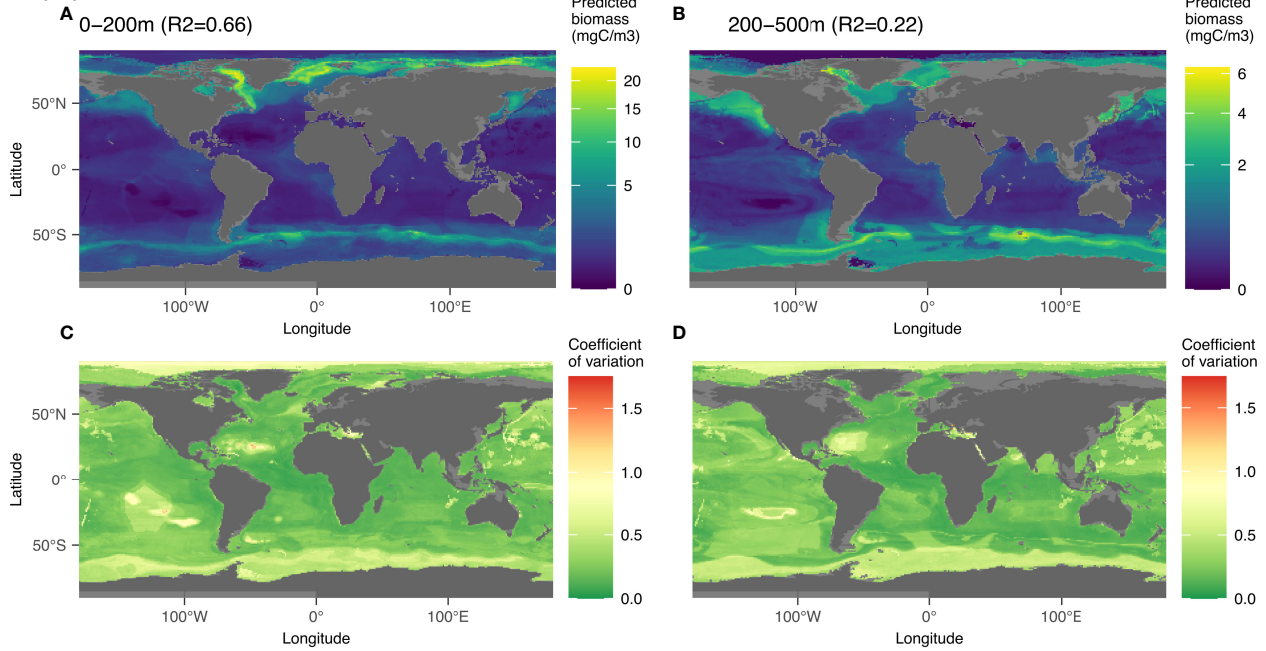 A
0−200m (R2=0.66)
Predicted
biomass
(mgC/m3)
20
15
10
5
0
50°N
0°
50°S
Latitude
100°W
0°
100°E
Longitude
B
200−500m (R2=0.22)
Predicted
biomass
(mgC/m3)
6
4
2
0
100°W
0°
100°E
Longitude
C
Coefficient
of variation
1.5
1.0
0.5
0.0
50°N
0°
50°S
Latitude
100°W
0°
100°E
Longitude
D
Coefficient
of variation
1.5
1.0
0.5
0.0
100°W
0°
100°E
Longitude